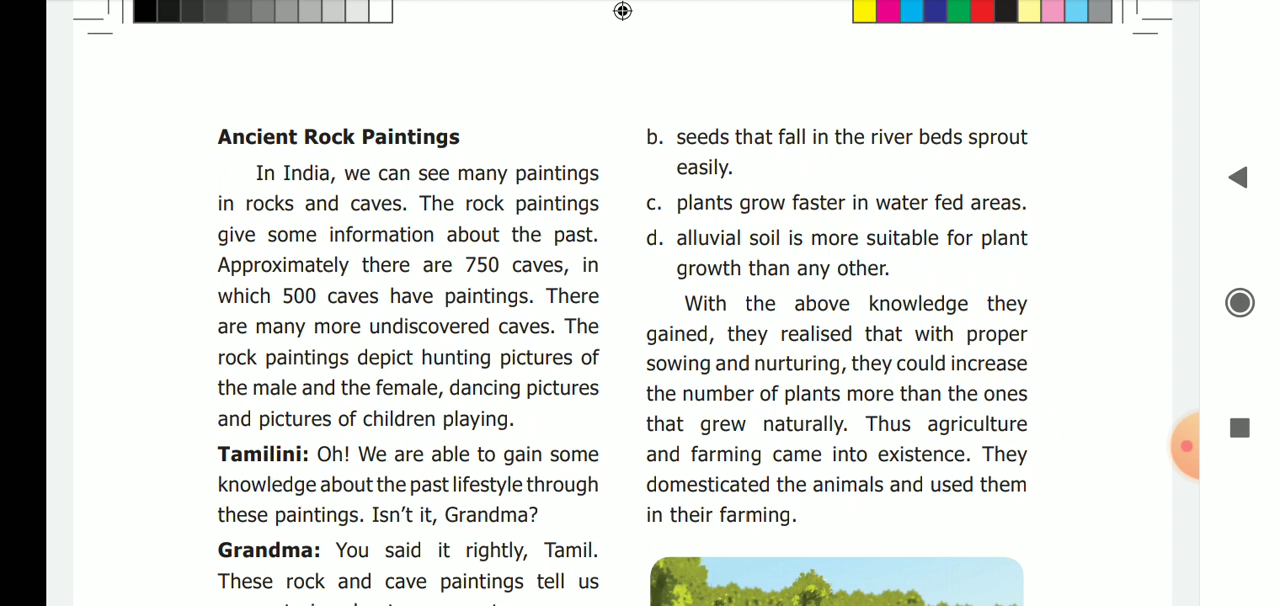 Ancient Rock Paintings
In India, we can see many paintings
in rocks and caves. The rock paintings
give some information about the past.
Approximately there are 750 caves, in
which 500 caves have paintings. There
are many more undiscovered caves. The
rock paintings depict hunting pictures of
the male and the female, dancing pictures
and pictures of children playing.
Tamilini: Oh! We are able to gain some
knowledge about the past lifestyle through
these paintings. Isn't it, Grandma?
Grandma: You said it rightly, Tamil.
These rock and cave paintings tell us
b. seeds that fall in the river beds sprout
easily.
c. plants grow faster in water fed areas.
d. alluvial soil is more suitable for plant
growth than any other.
With the above knowledge they
gained, they realised that with proper
sowing and nurturing, they could increase
the number of plants more than the ones
that grew naturally. Thus agriculture
and farming came into existence. They
domesticated the animals and used them
in their farming.